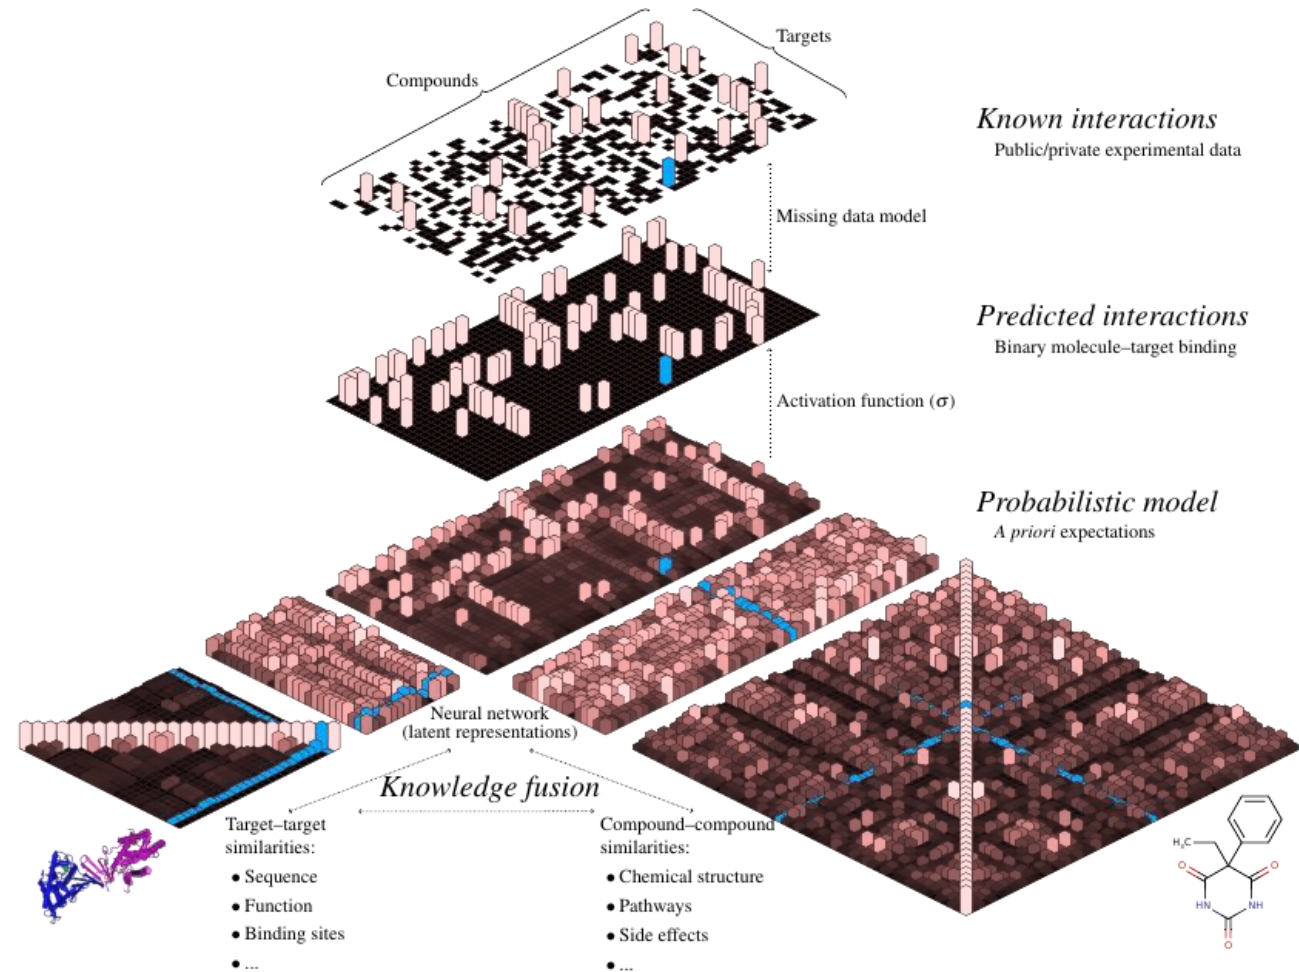 Targets
Compounds
Known interactions
Public/private experimental data
Missing data model
Predicted interactions
Binary molecule–target binding
Activation function (σ)
Probabilistic model
A priori expectations
Neural network
(latent representations)
Knowledge fusion
Target–target
similarities:
● Sequence
● Function
● Binding sites
● ...
Compound–compound
similarities:
● Chemical structure
● Pathways
● Side effects
● ...
H₃C
O
O
HN
NH
O